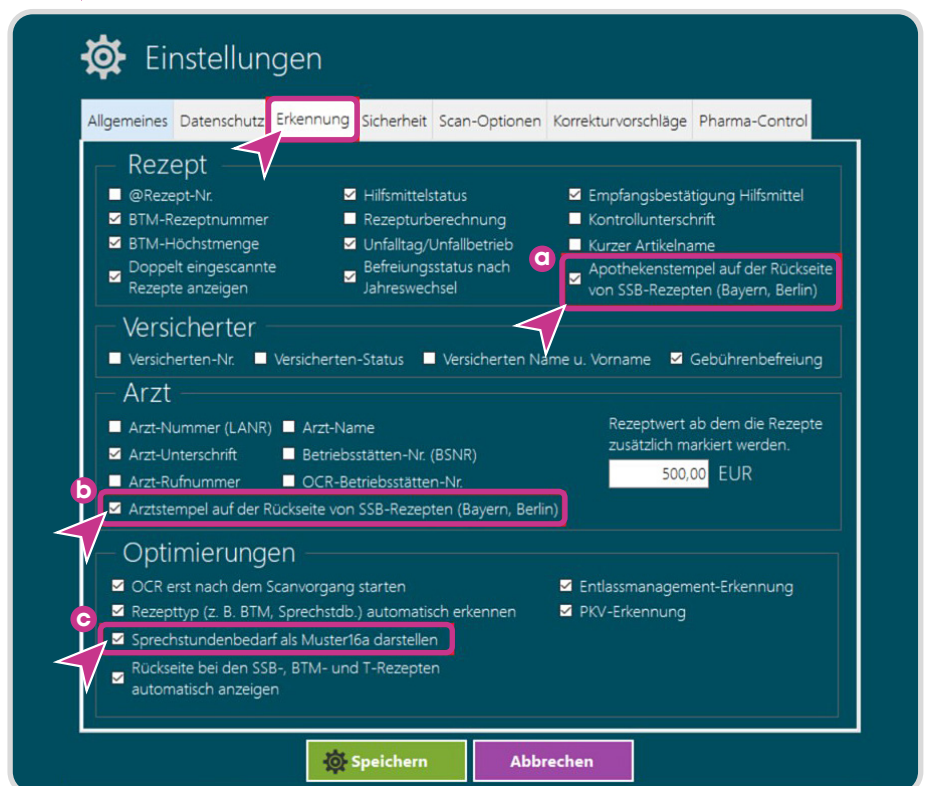 Einstellungen
Allgemeines Datenschutz Erkennung Sicherheit Scan-Optionen Korrekturvorschläge Pharma-Control
Rezept
@Rezept-Nr.
BTM-Rezeptnummer
BTM-Höchstmenge
Doppelt eingescannte
Rezepte anzeigen
Hilfsmittelstatus
Rezepturberechnung
Unfalltag/Unfallbetrieb
Befreiungsstatus nach
Jahreswechsel
Empfangsbestätigung Hilfsmittel
Kontrollunterschrift
Kurzer Artikelname
a
Apothekenstempel auf der Rückseite
von SSB-Rezepten (Bayern, Berlin)
Versicherter
Versicherten-Nr. Versicherten-Status Versicherten Name u. Vorname Gebührenbefreiung
Arzt
Arzt-Nummer (LANR) Arzt-Name
Arzt-Unterschrift Betriebsstätten-Nr. (BSNR)
Arzt-Rufnummer OCR-Betriebsstätten-Nr.
b
Arztstempel auf der Rückseite von SSB-Rezepten (Bayern, Berlin)
Rezeptwert ab dem die Rezepte
zusätzlich markiert werden.
500,00 EUR
Optimierungen
OCR erst nach dem Scanvorgang starten
Rezepttyp (z. B. BTM, Sprechstdb.) automatisch erkennen
c
Sprechstundenbedarf als Muster16a darstellen
Rückseite bei den SSB-, BTM- und T-Rezepten
automatisch anzeigen
Entlassmanagement-Erkennung
PKV-Erkennung
Speichern Abbrechen